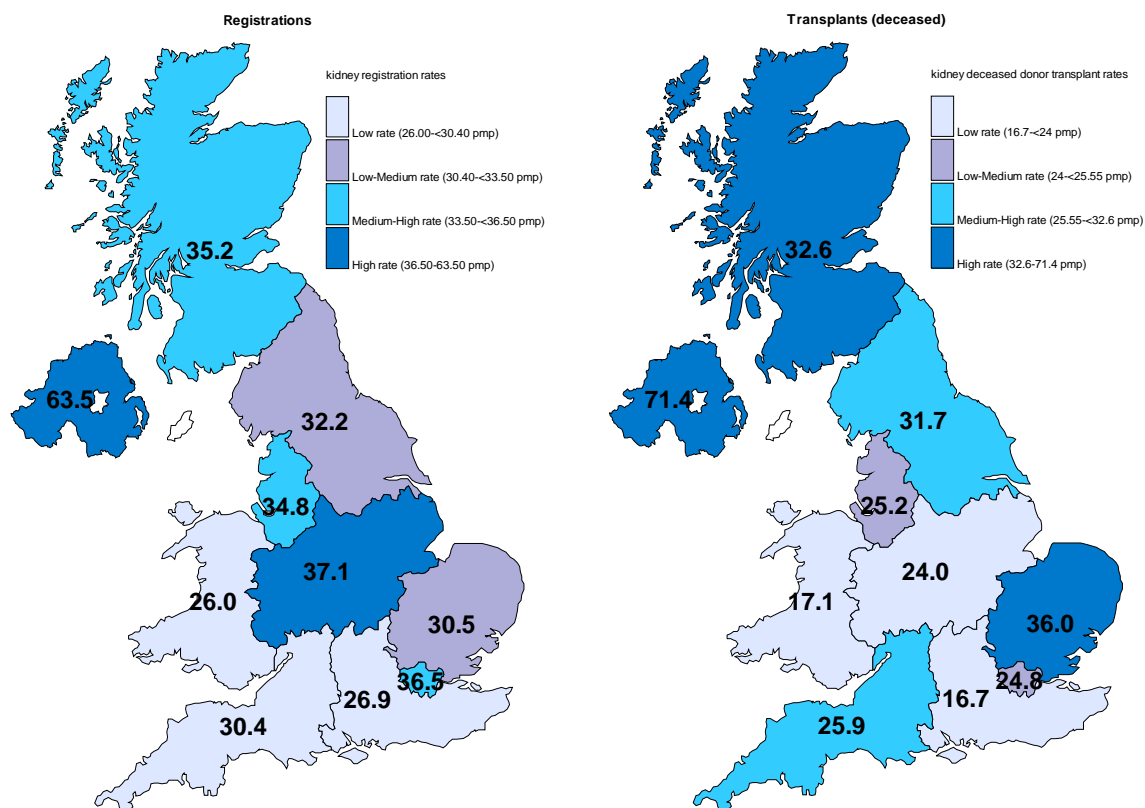 Registrations
kidney registration rates
Low rate (26.00-<30.40 pmp)
Low-Medium rate (30.40-<33.50 pmp)
Medium-High rate (33.50-<36.50 pmp)
High rate (36.50-63.50 pmp)
35.2
63.5
32.2
34.8
37.1
26.0
30.5
36.5
26.9
30.4
Transplants (deceased)
kidney deceased donor transplant rates
Low rate (16.7-<24 pmp)
Low-Medium rate (24-<25.55 pmp)
Medium-High rate (25.55-<32.6 pmp)
High rate (32.6-71.4 pmp)
32.6
71.4
31.7
25.2
24.0
17.1
36.0
24.8
16.7
25.9